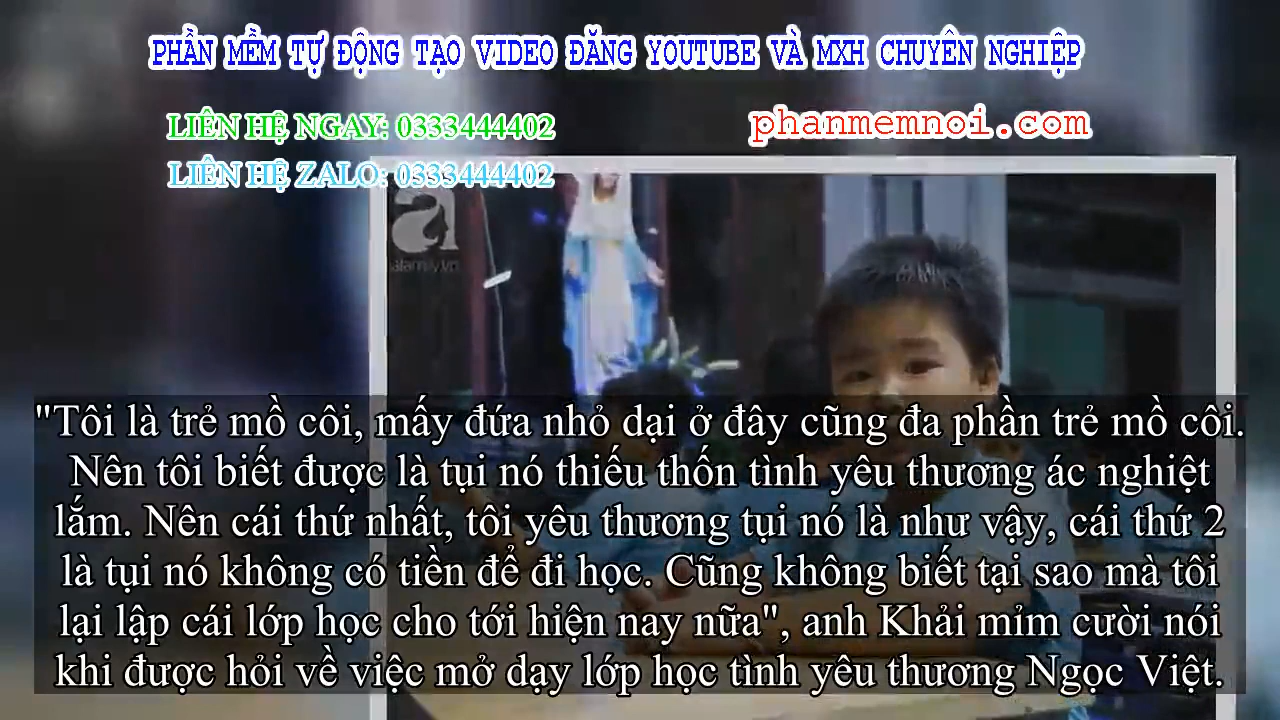 PHẦN MỀM TỰ ĐỘNG TẠO VIDEO ĐĂNG YOUTUBE VÀ MXH CHUYÊN NGHIỆP
LIÊN HỆ NGAY: 0333444402
phanmemnoi.com
LIÊN HỆ ZALO: 0333444402
a
afamily.vn
"Tôi là trẻ mồ côi, mấy đứa nhỏ dại ở đây cũng đa phần trẻ mồ côi.
Nên tôi biết được là tụi nó thiếu thốn tình yêu thương ác nghiệt
lắm. Nên cái thứ nhất, tôi yêu thương tụi nó là như vậy, cái thứ 2
là tụi nó không có tiền để đi học. Cũng không biết tại sao mà tôi
lại lập cái lớp học cho tới hiện nay nữa", anh Khải mỉm cười nói
khi được hỏi về việc mở dạy lớp học tình yêu thương Ngọc Việt.